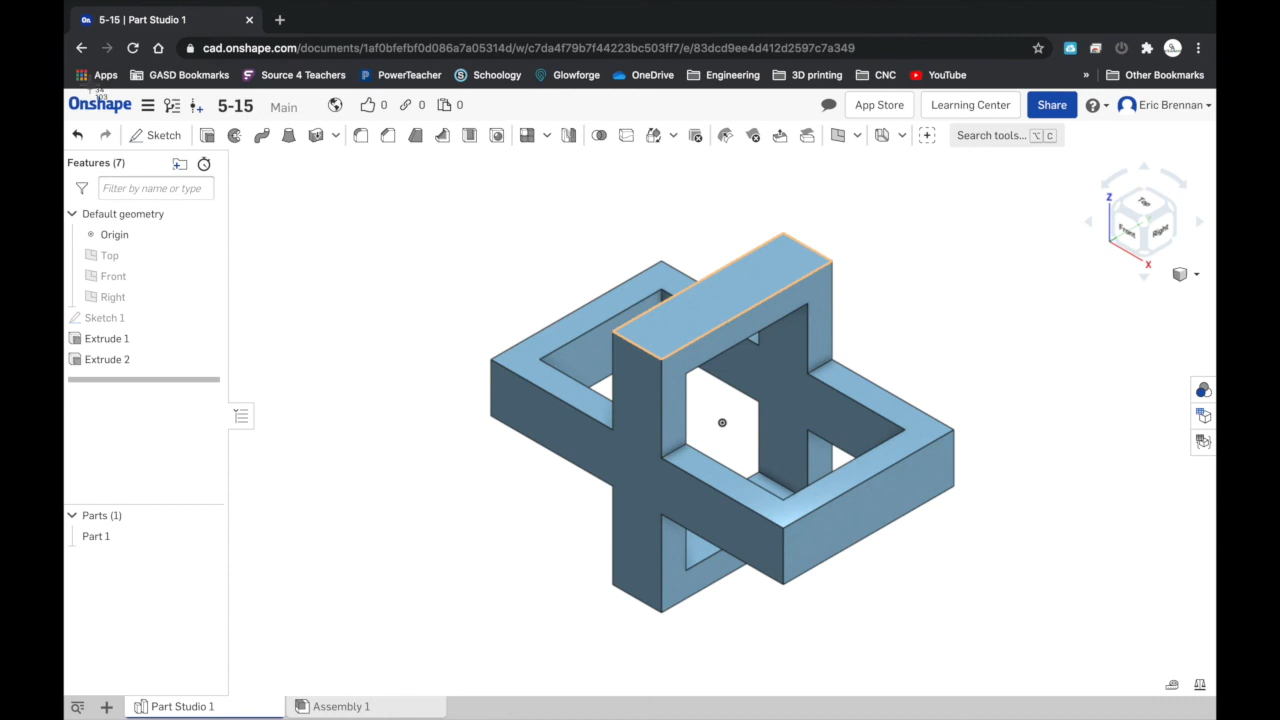 On 5-15 | Part Studio 1
cad.onshape.com/documents/1af0bfefbf0d086a7a05314d/w/c7da4f79b7f44223bc503ff7/e/83dcd9ee4d412d2597c7a349
Apps GASD Bookmarks Source 4 Teachers PowerTeacher Schoology Glowforge OneDrive Engineering 3D printing CNC YouTube » Other Bookmarks
Onshape 5-15 Main 0 0 0 App Store Learning Center Share Eric Brennan
Sketch Search tools... ⌥ C
Features (7)
Filter by name or type
Default geometry
Origin
Top
Front
Right
Sketch 1
Extrude 1
Extrude 2
Parts (1)
Part 1
Z
Top
Front
Right
X
Part Studio 1 Assembly 1